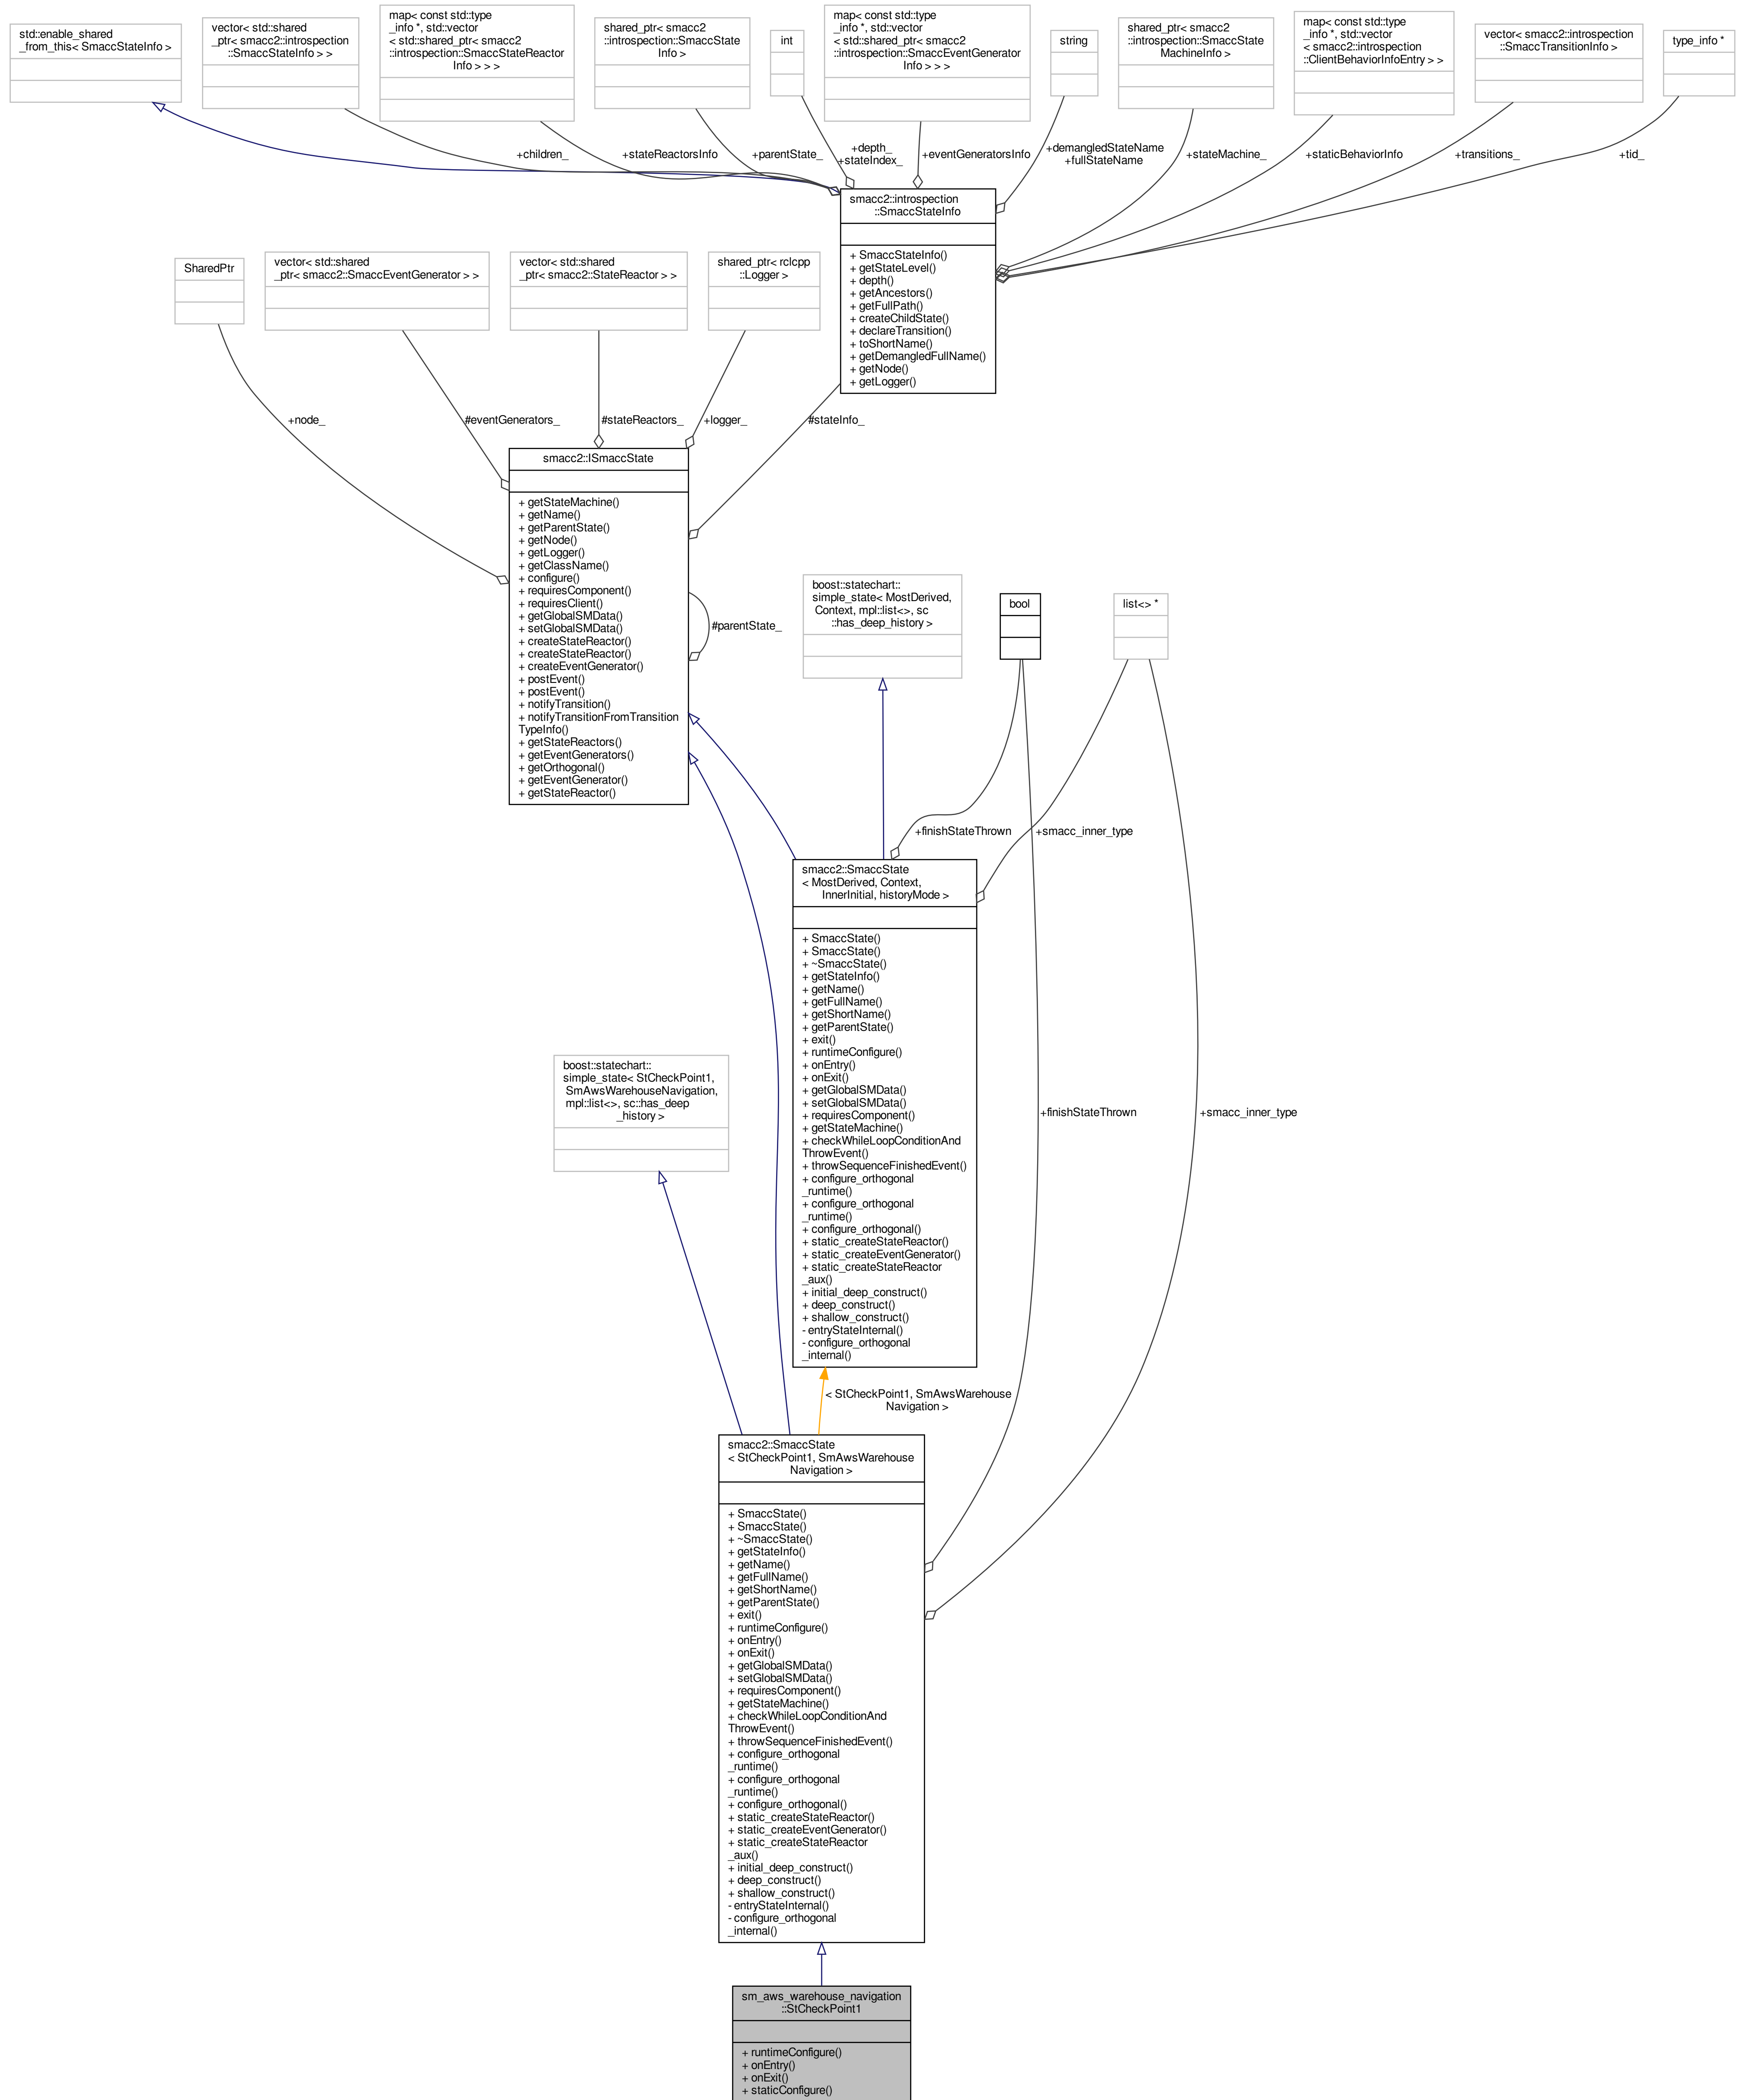 std::enable_shared
_from_this< SmaccStateInfo >
vector< std::shared
_ptr< smacc2::introspection
::SmaccStateInfo > >
map< const std::type
_info *, std::vector
< std::shared_ptr< smacc2
::introspection::SmaccStateReactor
Info > > >
shared_ptr< smacc2
::introspection::SmaccState
Info >
int
map< const std::type
_info *, std::vector
< std::shared_ptr< smacc2
::introspection::SmaccEventGenerator
Info > > >
string
shared_ptr< smacc2
::introspection::SmaccState
MachineInfo >
map< const std::type
_info *, std::vector
< smacc2::introspection
::ClientBehaviorInfoEntry > >
vector< smacc2::introspection
::SmaccTransitionInfo >
type_info *
+children_
+stateReactorsInfo
+parentState_
+depth_
+stateIndex_
+eventGeneratorsInfo
+demangledStateName
+fullStateName
+stateMachine_
+staticBehaviorInfo
+transitions_
+tid_
smacc2::introspection
::SmaccStateInfo
+ SmaccStateInfo()
+ getStateLevel()
+ depth()
+ getAncestors()
+ getFullPath()
+ createChildState()
+ declareTransition()
+ toShortName()
+ getDemangledFullName()
+ getNode()
+ getLogger()
SharedPtr
vector< std::shared
_ptr< smacc2::SmaccEventGenerator > >
vector< std::shared
_ptr< smacc2::StateReactor > >
shared_ptr< rclcpp
::Logger >
+node_
#eventGenerators_
#stateReactors_
+logger_
#stateInfo_
smacc2::ISmaccState
+ getStateMachine()
+ getName()
+ getParentState()
+ getNode()
+ getLogger()
+ getClassName()
+ configure()
+ requiresComponent()
+ requiresClient()
+ getGlobalSMData()
+ setGlobalSMData()
+ createStateReactor()
+ createStateReactor()
+ createEventGenerator()
+ postEvent()
+ postEvent()
+ notifyTransition()
+ notifyTransitionFromTransition
TypeInfo()
+ getStateReactors()
+ getEventGenerators()
+ getOrthogonal()
+ getEventGenerator()
+ getStateReactor()
#parentState_
boost::statechart::
simple_state< MostDerived,
Context, mpl::list<>, sc
::has_deep_history >
bool
list<> *
+finishStateThrown
+smacc_inner_type
smacc2::SmaccState
< MostDerived, Context,
InnerInitial, historyMode >
+ SmaccState()
+ SmaccState()
+ ~SmaccState()
+ getStateInfo()
+ getName()
+ getFullName()
+ getShortName()
+ getParentState()
+ exit()
+ runtimeConfigure()
+ onEntry()
+ onExit()
+ getGlobalSMData()
+ setGlobalSMData()
+ requiresComponent()
+ getStateMachine()
+ checkWhileLoopConditionAnd
ThrowEvent()
+ throwSequenceFinishedEvent()
+ configure_orthogonal
_runtime()
+ configure_orthogonal
_runtime()
+ configure_orthogonal()
+ static_createStateReactor()
+ static_createEventGenerator()
+ static_createStateReactor
_aux()
+ initial_deep_construct()
+ deep_construct()
+ shallow_construct()
- entryStateInternal()
- configure_orthogonal
_internal()
boost::statechart::
simple_state< StCheckPoint1,
SmAwsWarehouseNavigation,
mpl::list<>, sc::has_deep
_history >
+finishStateThrown
+smacc_inner_type
< StCheckPoint1, SmAwsWarehouse
Navigation >
smacc2::SmaccState
< StCheckPoint1, SmAwsWarehouse
Navigation >
+ SmaccState()
+ SmaccState()
+ ~SmaccState()
+ getStateInfo()
+ getName()
+ getFullName()
+ getShortName()
+ getParentState()
+ exit()
+ runtimeConfigure()
+ onEntry()
+ onExit()
+ getGlobalSMData()
+ setGlobalSMData()
+ requiresComponent()
+ getStateMachine()
+ checkWhileLoopConditionAnd
ThrowEvent()
+ throwSequenceFinishedEvent()
+ configure_orthogonal
_runtime()
+ configure_orthogonal
_runtime()
+ configure_orthogonal()
+ static_createStateReactor()
+ static_createEventGenerator()
+ static_createStateReactor
_aux()
+ initial_deep_construct()
+ deep_construct()
+ shallow_construct()
- entryStateInternal()
- configure_orthogonal
_internal()
sm_aws_warehouse_navigation
::StCheckPoint1
+ runtimeConfigure()
+ onEntry()
+ onExit()
+ staticConfigure()